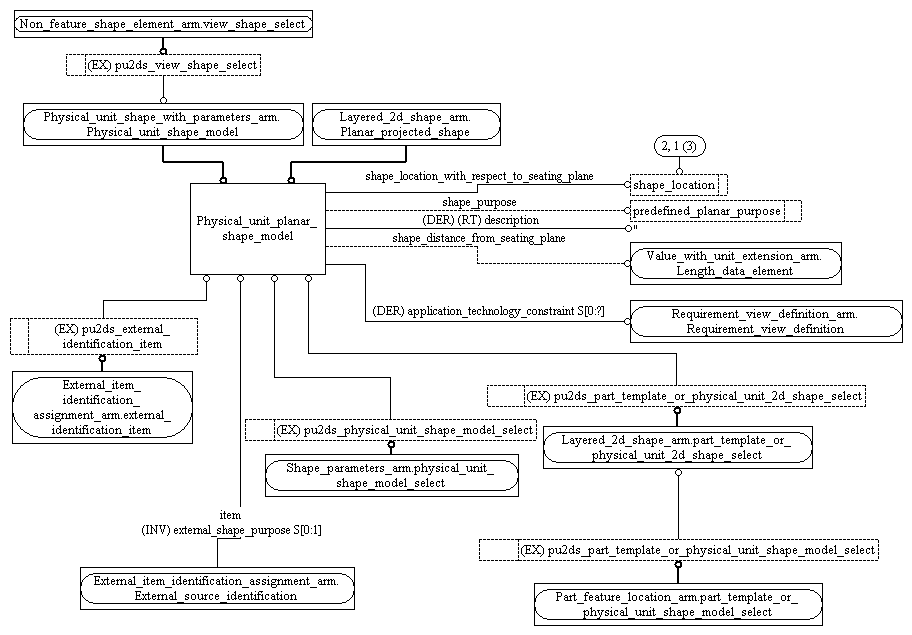 Non_feature_shape_element_arm.view_shape_select
(EX) pu2ds_view_shape_select
Physical_unit_shape_with_parameters_arm.
Physical_unit_shape_model
Layered_2d_shape_arm.
Planar_projected_shape
2, 1 (3)
shape_location_with_respect_to_seating_plane
shape_location
shape_purpose
predefined_planar_purpose
Physical_unit_planar_
shape_model
(DER) (RT) description
"
shape_distance_from_seating_plane
Value_with_unit_extension_arm.
Length_data_element
(DER) application_technology_constraint S[0:?]
Requirement_view_definition_arm.
Requirement_view_definition
(EX) pu2ds_external_
identification_item
External_item_
identification_
assignment_arm.external_
identification_item
(EX) pu2ds_part_template_or_physical_unit_2d_shape_select
(EX) pu2ds_physical_unit_shape_model_select
Layered_2d_shape_arm.part_template_or_
physical_unit_2d_shape_select
Shape_parameters_arm.physical_unit_
shape_model_select
item
(INV) external_shape_purpose S[0:1]
(EX) pu2ds_part_template_or_physical_unit_shape_model_select
External_item_identification_assignment_arm.
External_source_identification
Part_feature_location_arm.part_template_or_
physical_unit_shape_model_select